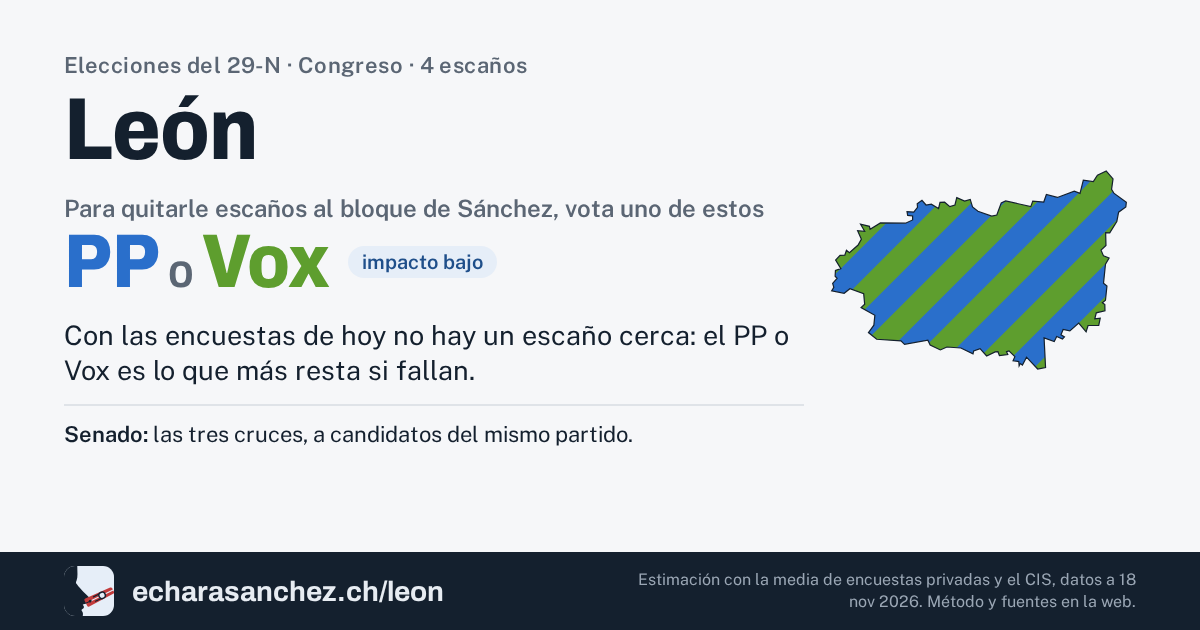 Elecciones del 29-N · Congreso · 4 escaños
León
Para quitarle escaños al bloque de Sánchez, vota uno de estos
PP o Vox impacto bajo
Con las encuestas de hoy no hay un escaño cerca: el PP o
Vox es lo que más resta si fallan.
Senado: las tres cruces, a candidatos del mismo partido.
echarasanchez.ch/leon
Estimación con la media de encuestas privadas y el CIS, datos a 18
nov 2026. Método y fuentes en la web.